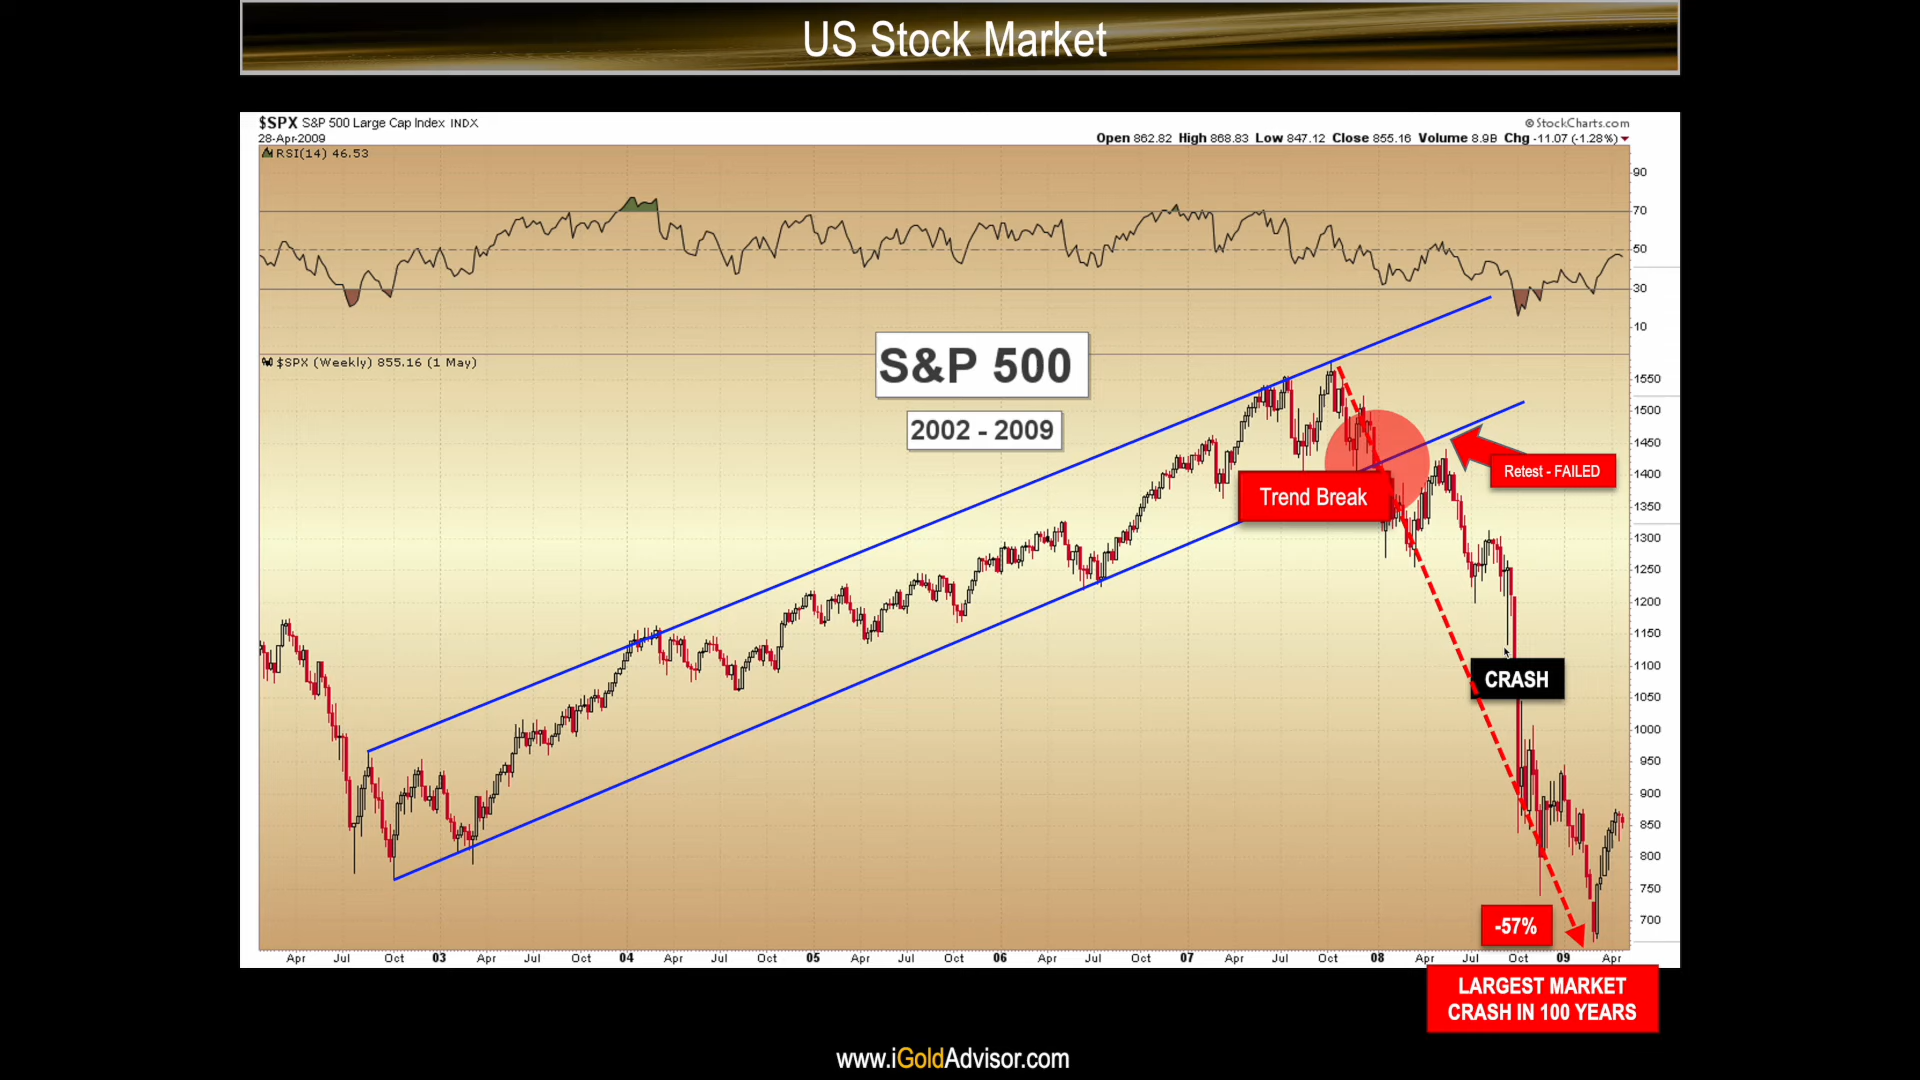 US Stock Market
$SPX S&P 500 Large Cap Index INDX
© StockCharts.com
28-Apr-2009
Open 862.82 High 868.83 Low 847.12 Close 855.16 Volume 8.9B Chg -11.07 (-1.28%)
RSI(14) 46.53
90
70
50
30
10
$SPX (Weekly) 855.16 (1 May)
S&P 500
2002 - 2009
1550
1500
1450
1400
1350
1300
1250
1200
1150
1100
1050
1000
950
900
850
800
750
700
Retest - FAILED
Trend Break
CRASH
-57%
Apr Jul Oct 03 Apr Jul Oct 04 Apr Jul Oct 05 Apr Jul Oct 06 Apr Jul Oct 07 Apr Jul Oct 08 Apr Jul Oct 09 Apr
LARGEST MARKET
CRASH IN 100 YEARS
www.iGoldAdvisor.com